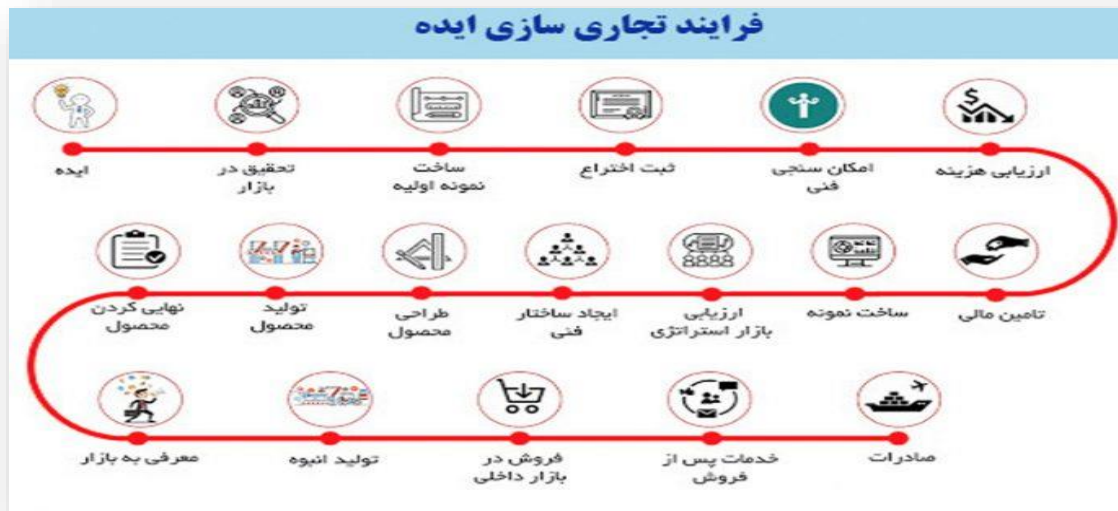 فرایند تجاری سازی ایده
ایده
تحقیق در
بازار
ساخت
نمونه اولیه
ثبت اختراع
امکان سنجی
فنی
ارزیابی هزینه
تامین مالی
ساخت نمونه
ارزیابی
بازار استراتژی
ایجاد ساختار
فنی
طراحی
محصول
تولید
محصول
نهایی کردن
محصول
معرفی به بازار
تولید انبوه
فروش در
بازار داخلی
خدمات پس از
فروش
صادرات